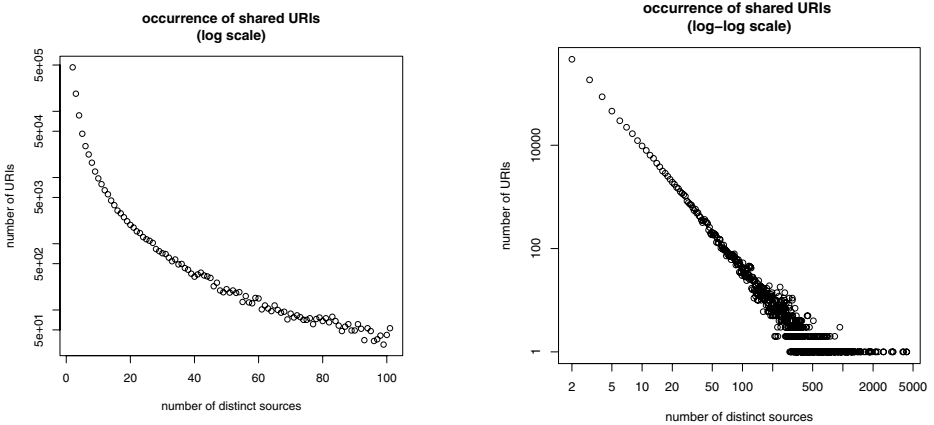 occurrence of shared URIs
(log scale)
number of URIs
5e+05
5e+04
5e+03
5e+02
5e+01
0 20 40 60 80 100
number of distinct sources
occurrence of shared URIs
(log−log scale)
number of URIs
10000
100
1
2 5 10 20 50 100 500 2000 5000
number of distinct sources